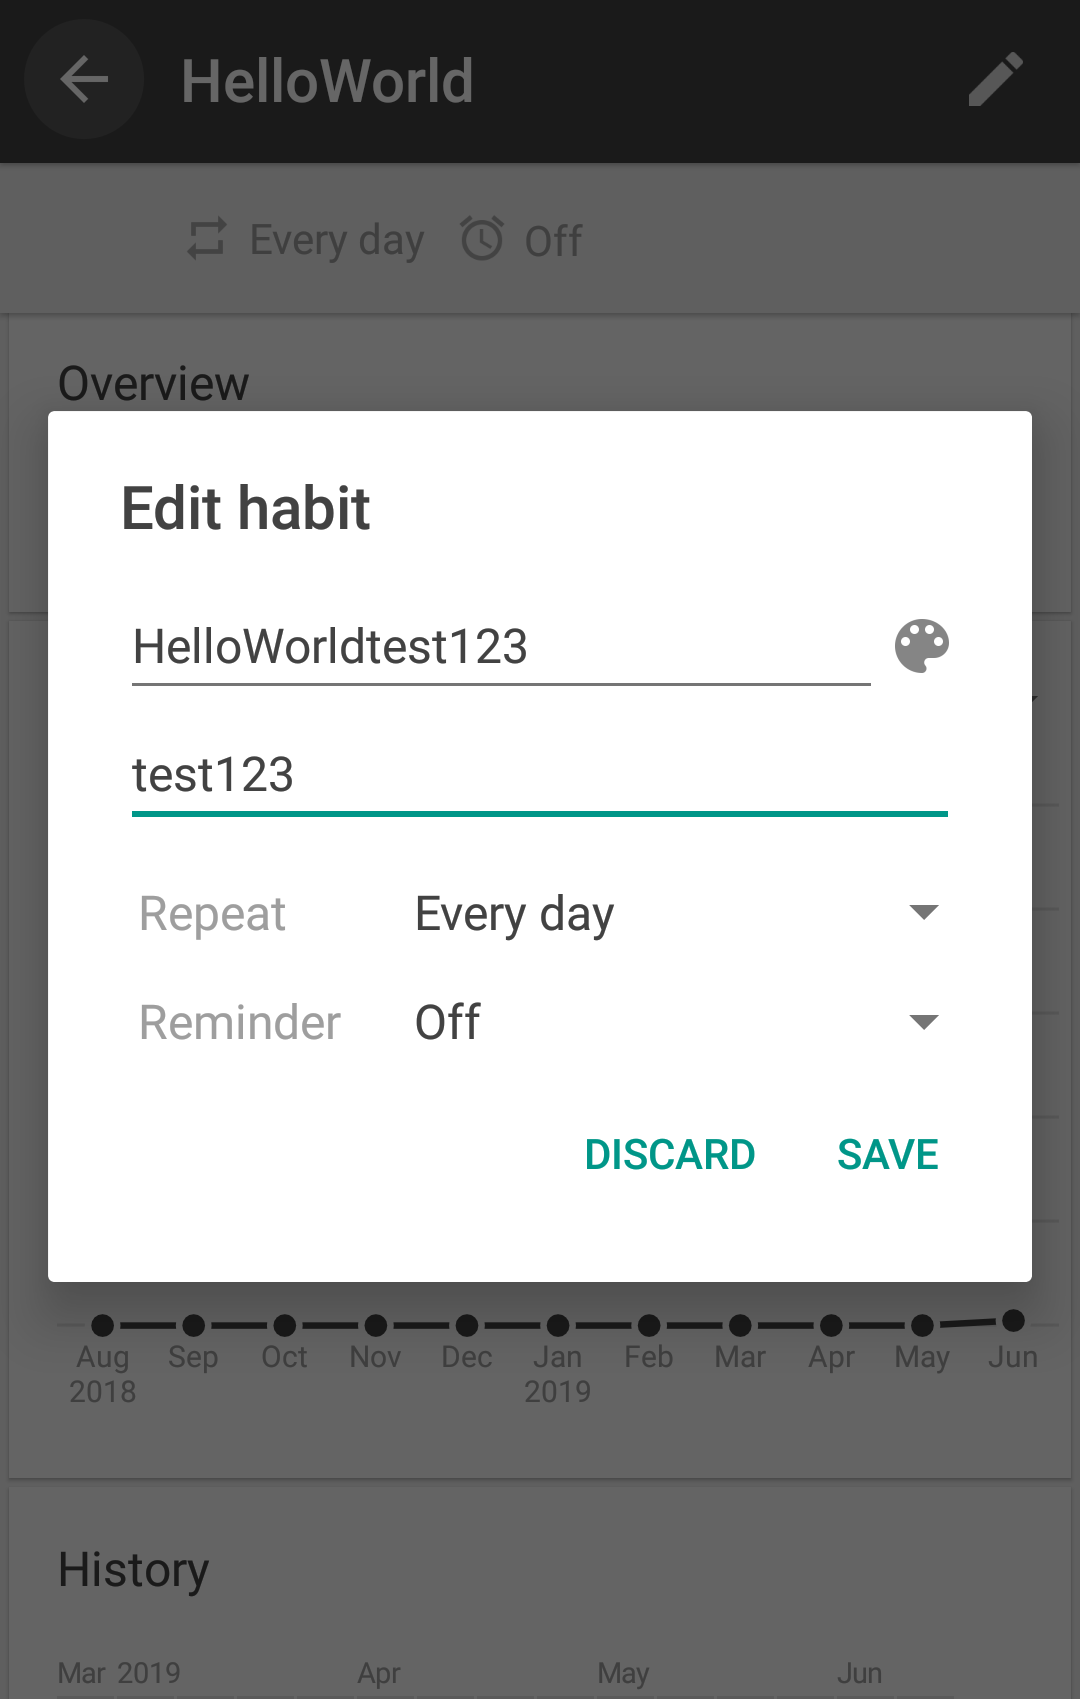 HelloWorld
Every day Off
Overview
Edit habit
HelloWorldtest123
test123
Repeat Every day
Reminder Off
DISCARD SAVE
Aug Sep Oct Nov Dec Jan Feb Mar Apr May Jun
2018 2019
History
Mar 2019 Apr May Jun